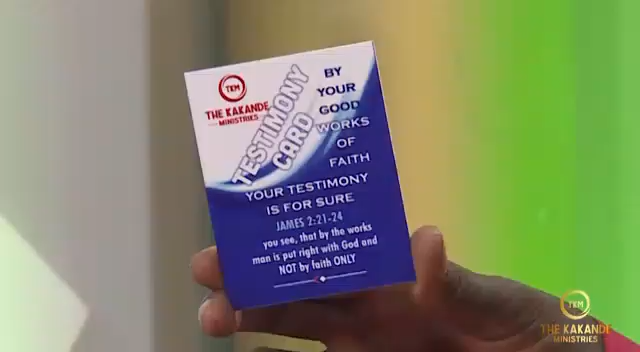 TKM
THE KAKANDE
MINISTRIES
TESTIMONY
CARD
BY
YOUR
GOOD
WORKS
OF
FAITH
YOUR TESTIMONY
IS FOR SURE
JAMES 2:21-24
you see, that by the works
man is put right with God and
NOT by faith ONLY
TKM
THE KAKANDE
MINISTRIES